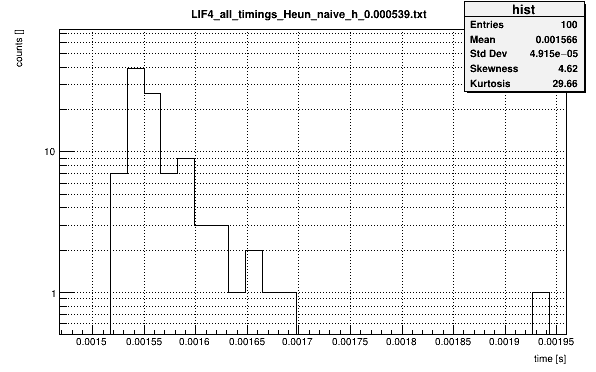 LIF4_all_timings_Heun_naive_h_0.000539.txt
hist
Entries 100
Mean 0.001566
Std Dev 4.915e−05
Skewness 4.62
Kurtosis 29.66
counts []
10
1
0.0015 0.00155 0.0016 0.00165 0.0017 0.00175 0.0018 0.00185 0.0019 0.00195
time [s]